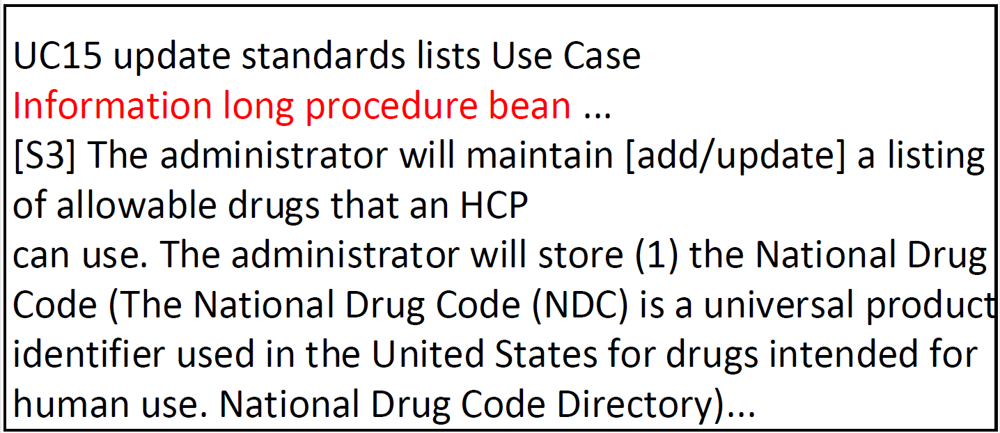 UC15 update standards lists Use Case
Information long procedure bean ...
[S3] The administrator will maintain [add/update] a listing
of allowable drugs that an HCP
can use. The administrator will store (1) the National Drug
Code (The National Drug Code (NDC) is a universal product
identifier used in the United States for drugs intended for
human use. National Drug Code Directory)...